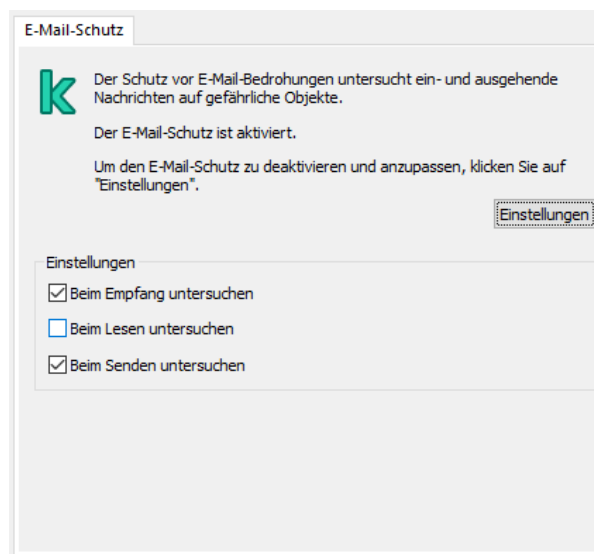 E-Mail-Schutz
Der Schutz vor E-Mail-Bedrohungen untersucht ein- und ausgehende
Nachrichten auf gefährliche Objekte.
Der E-Mail-Schutz ist aktiviert.
Um den E-Mail-Schutz zu deaktivieren und anzupassen, klicken Sie auf
"Einstellungen".
Einstellungen
Einstellungen
Beim Empfang untersuchen
Beim Lesen untersuchen
Beim Senden untersuchen